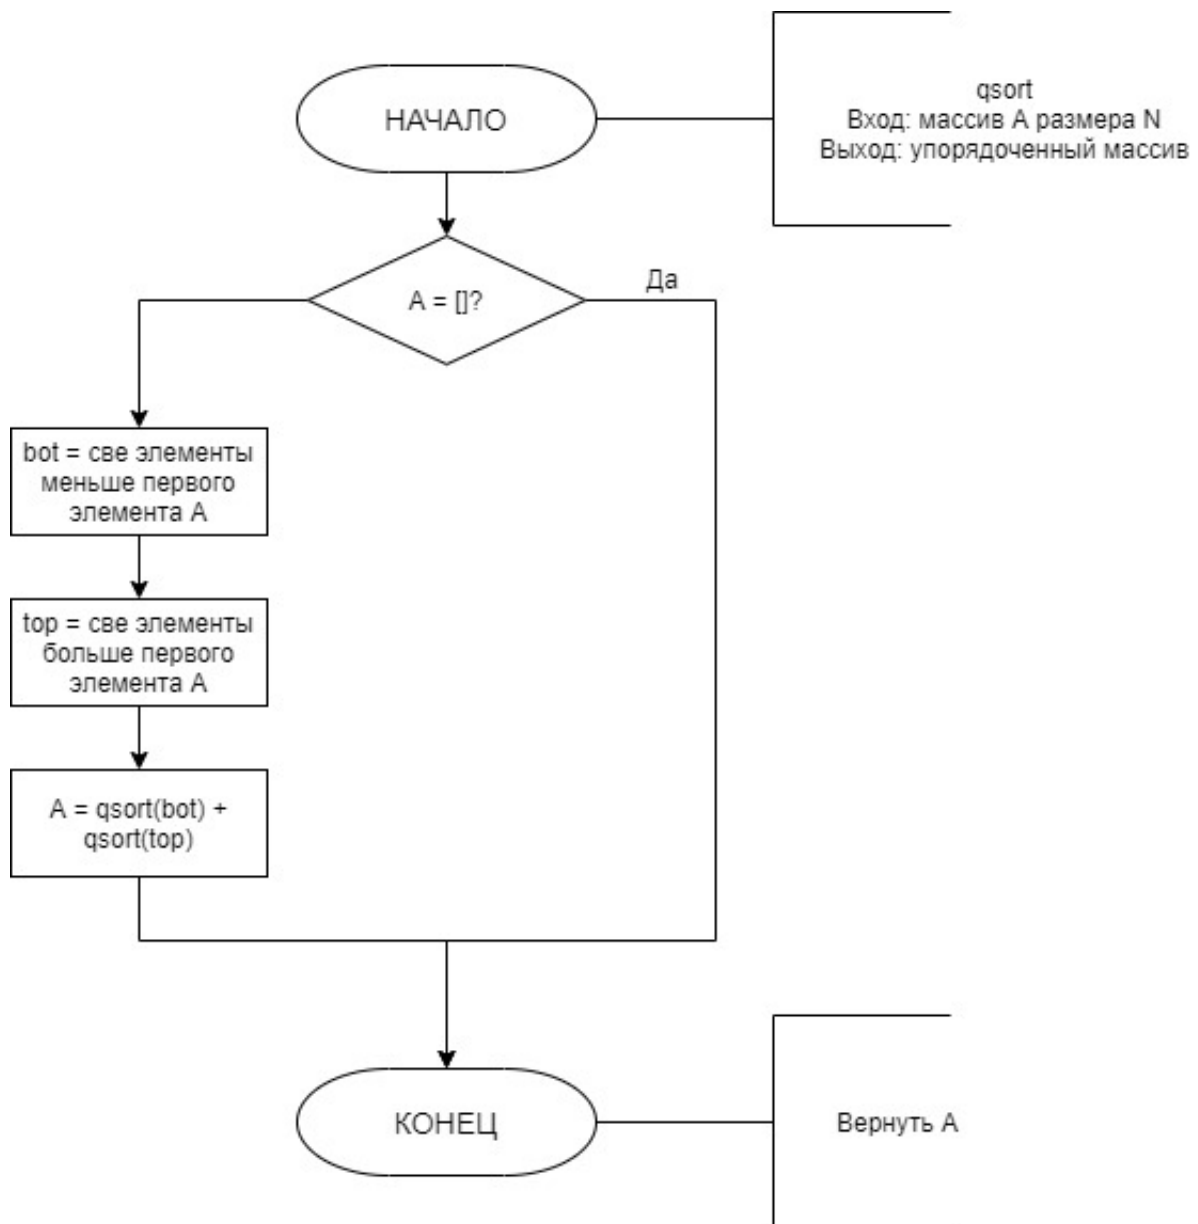 НАЧАЛО
qsort
Вход: массив А размера N
Выход: упорядоченный массив
A = []?
Да
bot = све элементы
меньше первого
элемента А
top = све элементы
больше первого
элемента А
A = qsort(bot) +
qsort(top)
КОНЕЦ
Вернуть А